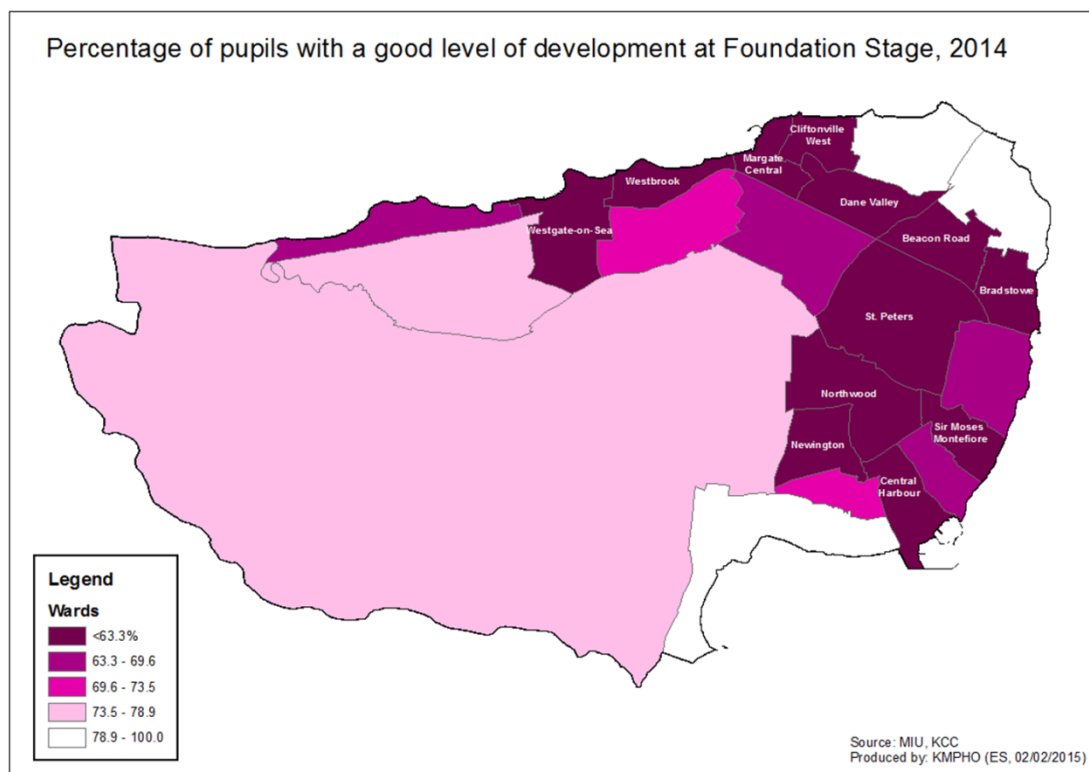 Percentage of pupils with a good level of development at Foundation Stage, 2014
Cliftonville
West
Margate
Central
Westbrook
Dane Valley
Westgate-on-Sea
Beacon Road
Bradstowe
St. Peters
Northwood
Sir Moses
Montefiore
Newington
Central
Harbour
Legend
Wards
<63.3%
63.3 - 69.6
69.6 - 73.5
73.5 - 78.9
78.9 - 100.0
Source: MIU, KCC
Produced by: KMPHO (ES, 02/02/2015)